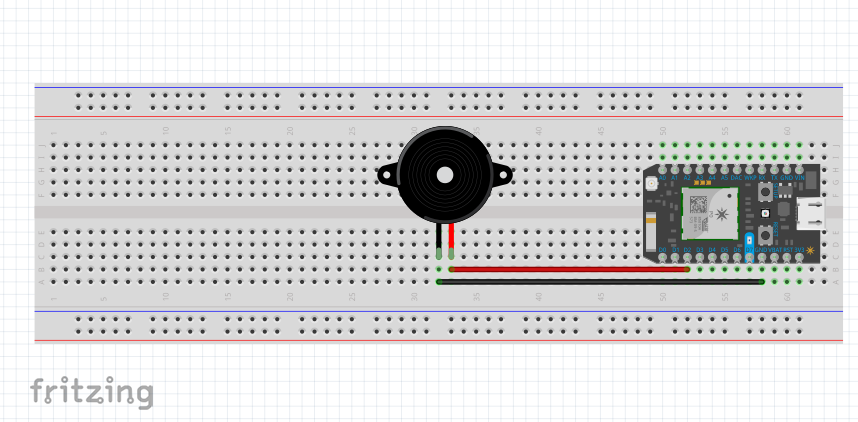 1 5 10 15 20 25 30 35 40 45 50 55 60
J
I
H
G
F
A0 A1 A2 A3 A4 A5 DAC WKP RX TX GND VIN
E
D
C
B
A
D0 D1 D2 D3 D4 D5 D6 D7 GND VBAT RST 3V3
1 5 10 15 20 25 30 35 40 45 50 55 60
fritzing